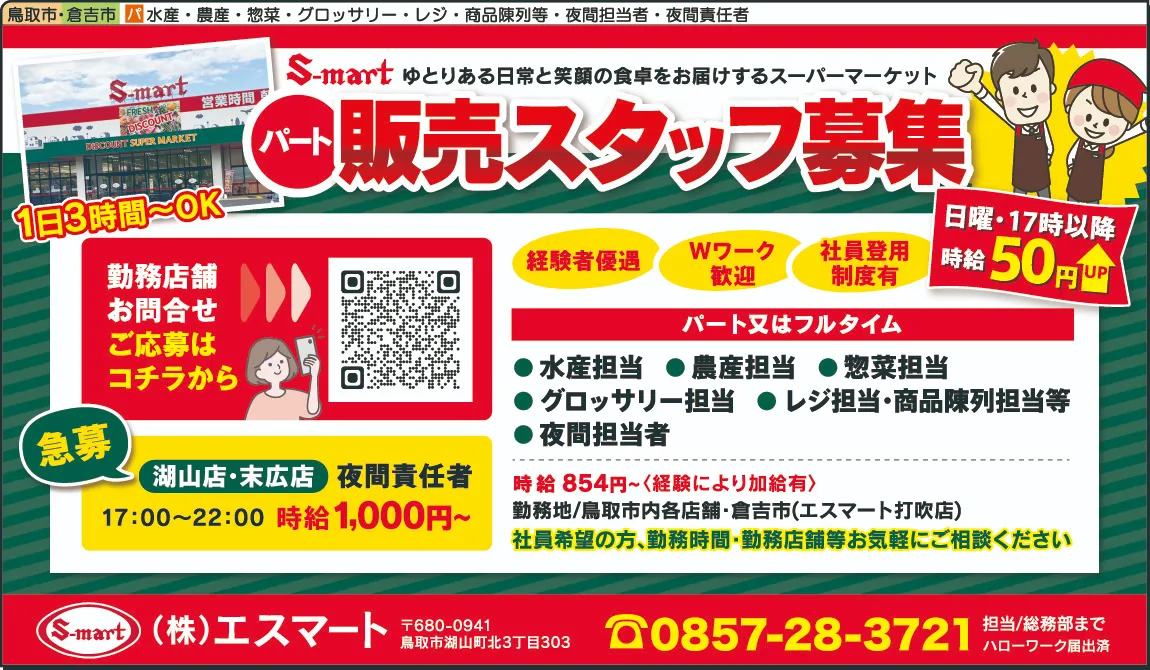 鳥取市・倉吉市 パ 水産・農産・惣菜・グロッサリー・レジ・商品陳列等・夜間担当者・夜間責任者
S-mart ゆとりある日常と笑顔の食卓をお届けするスーパーマーケット
パート 販売スタッフ募集
S-mart
営業時間
FRESH
DISCOUNT
DISCOUNT SUPER MARKET
1日3時間～OK
日曜・17時以降
時給50円UP
経験者優遇
Wワーク
歓迎
社員登用
制度有
勤務店舗
お問合せ
ご応募は
コチラから
パート又はフルタイム
●水産担当 ●農産担当 ●惣菜担当
●グロッサリー担当 ●レジ担当・商品陳列担当等
●夜間担当者
急募
湖山店・末広店 夜間責任者
17:00～22:00 時給1,000円~
時給 854円~〈経験により加給有〉
勤務地/鳥取市内各店舗・倉吉市(エスマート打吹店)
社員希望の方、勤務時間・勤務店舗等お気軽にご相談ください
S-mart (株)エスマート
〒680-0941
鳥取市湖山町北3丁目303
☎0857-28-3721
担当/総務部まで
ハローワーク届出済